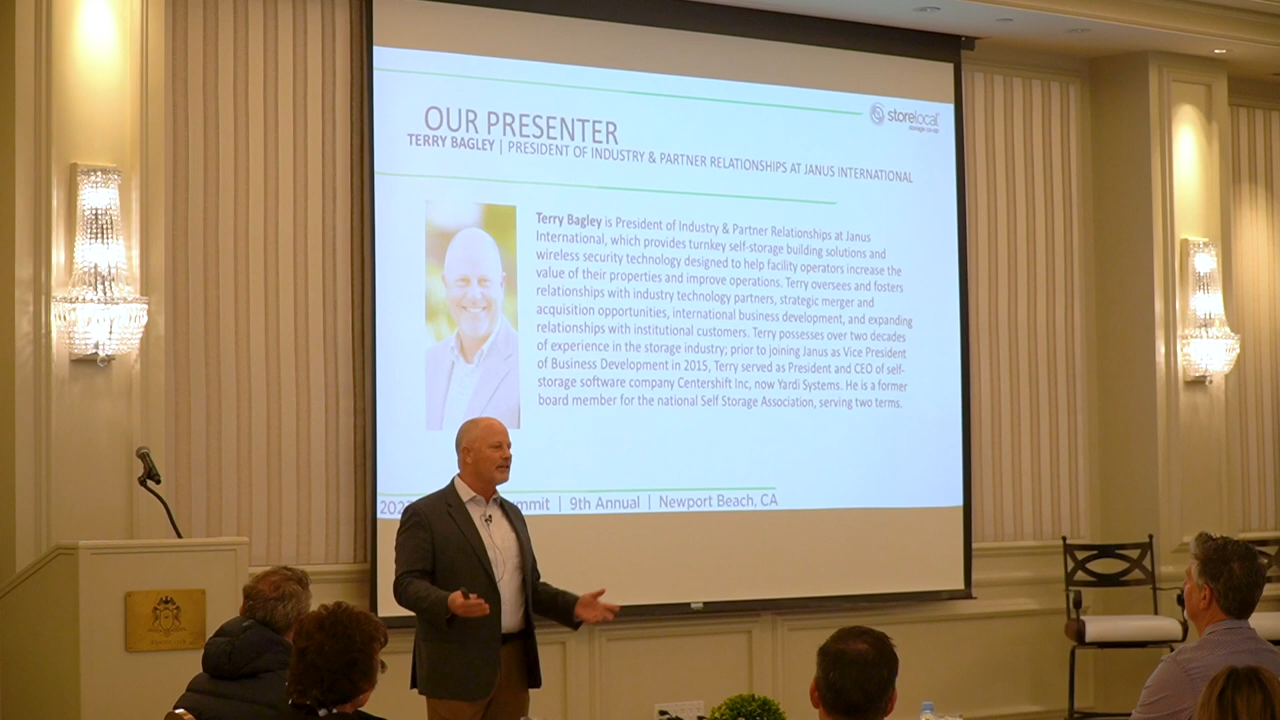 storelocal
storage co-op
OUR PRESENTER
TERRY BAGLEY | PRESIDENT OF INDUSTRY & PARTNER RELATIONSHIPS AT JANUS INTERNATIONAL
Terry Bagley is President of Industry & Partner Relationships at Janus
International, which provides turnkey self-storage building solutions and
wireless security technology designed to help facility operators increase the
value of their properties and improve operations. Terry oversees and fosters
relationships with industry technology partners, strategic merger and
acquisition opportunities, international business development, and expanding
relationships with institutional customers. Terry possesses over two decades
of experience in the storage industry; prior to joining Janus as Vice President
of Business Development in 2015, Terry served as President and CEO of self-
storage software company Centershift Inc, now Yardi Systems. He is a former
board member for the national Self Storage Association, serving two terms.
| 9th Annual | Newport Beach, CA